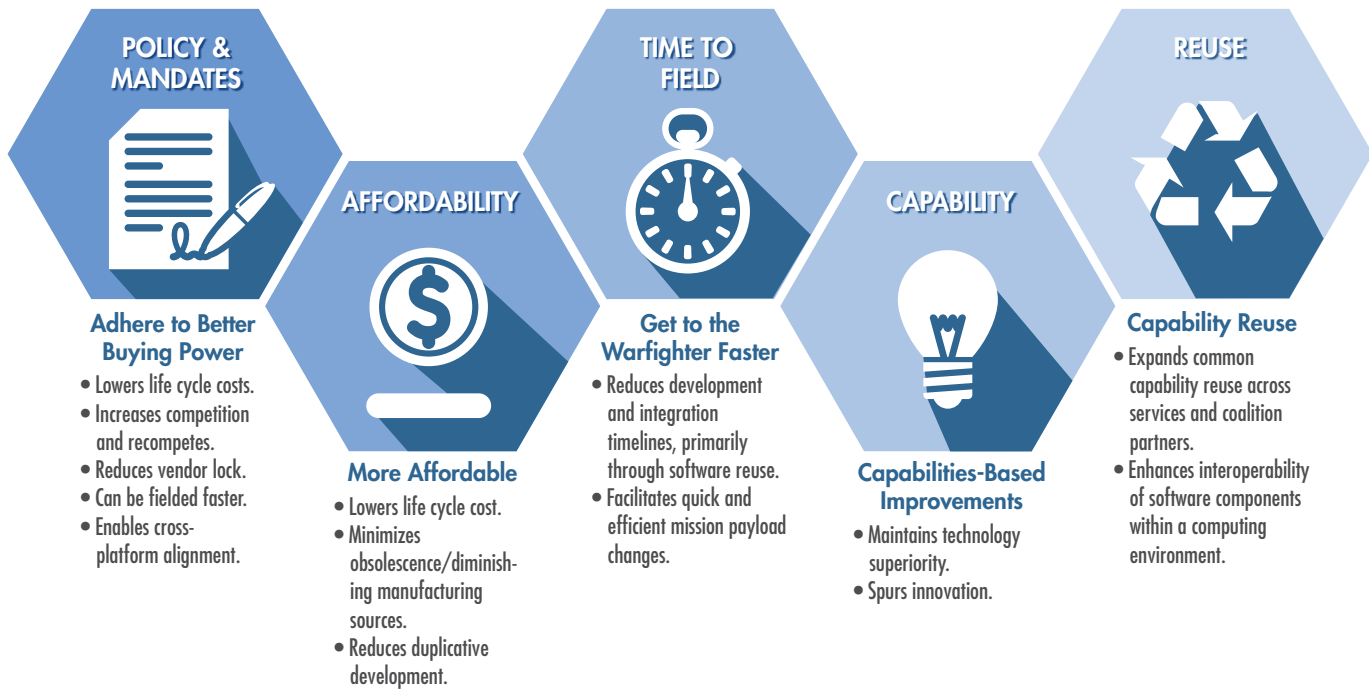 POLICY &
MANDATES
Adhere to Better
Buying Power
• Lowers life cycle costs.
• Increases competition
and recompetes.
• Reduces vendor lock.
• Can be fielded faster.
• Enables cross-
platform alignment.
AFFORDABILITY
$
More Affordable
• Lowers life cycle cost.
• Minimizes
obsolescence/diminish-
ing manufacturing
sources.
• Reduces duplicative
development.
TIME TO
FIELD
Get to the
Warfighter Faster
• Reduces development
and integration
timelines, primarily
through software reuse.
• Facilitates quick and
efficient mission payload
changes.
CAPABILITY
Capabilities-Based
Improvements
• Maintains technology
superiority.
• Spurs innovation.
REUSE
Capability Reuse
• Expands common
capability reuse across
services and coalition
partners.
• Enhances interoperability
of software components
within a computing
environment.